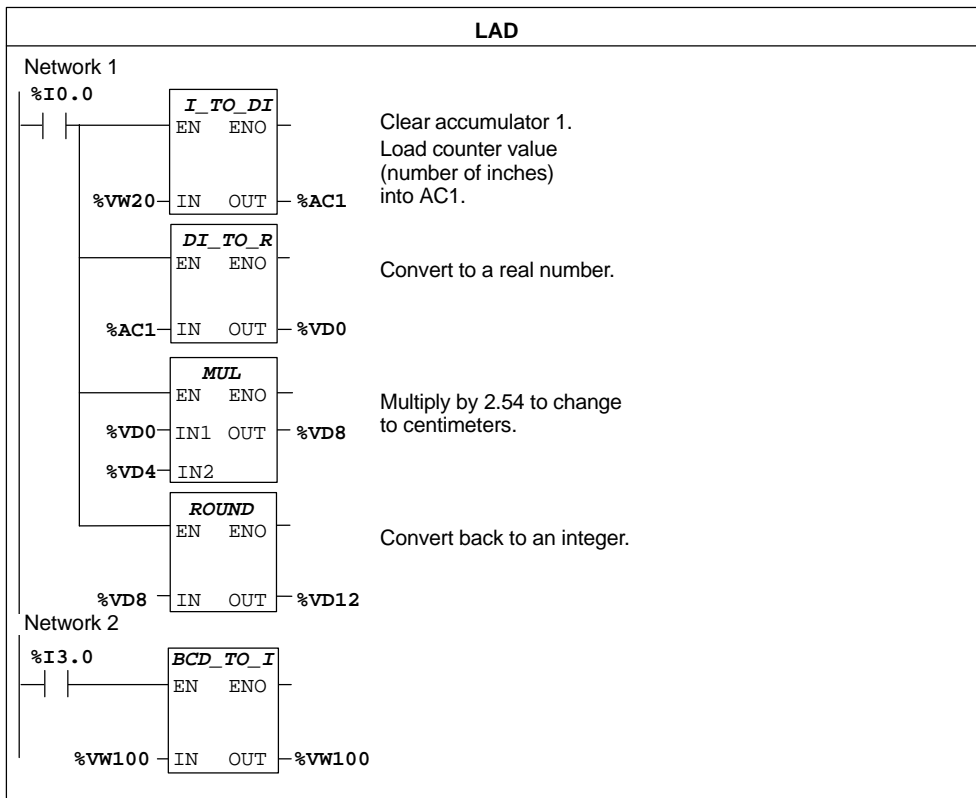 LAD
Network 1
%I0.0
I_TO_DI
EN ENO
%VW20 IN OUT %AC1
Clear accumulator 1.
Load counter value
(number of inches)
into AC1.
DI_TO_R
EN ENO
%AC1 IN OUT %VD0
Convert to a real number.
MUL
EN ENO
%VD0 IN1 OUT %VD8
%VD4 IN2
Multiply by 2.54 to change
to centimeters.
ROUND
EN ENO
%VD8 IN OUT %VD12
Convert back to an integer.
Network 2
%I3.0
BCD_TO_I
EN ENO
%VW100 IN OUT %VW100